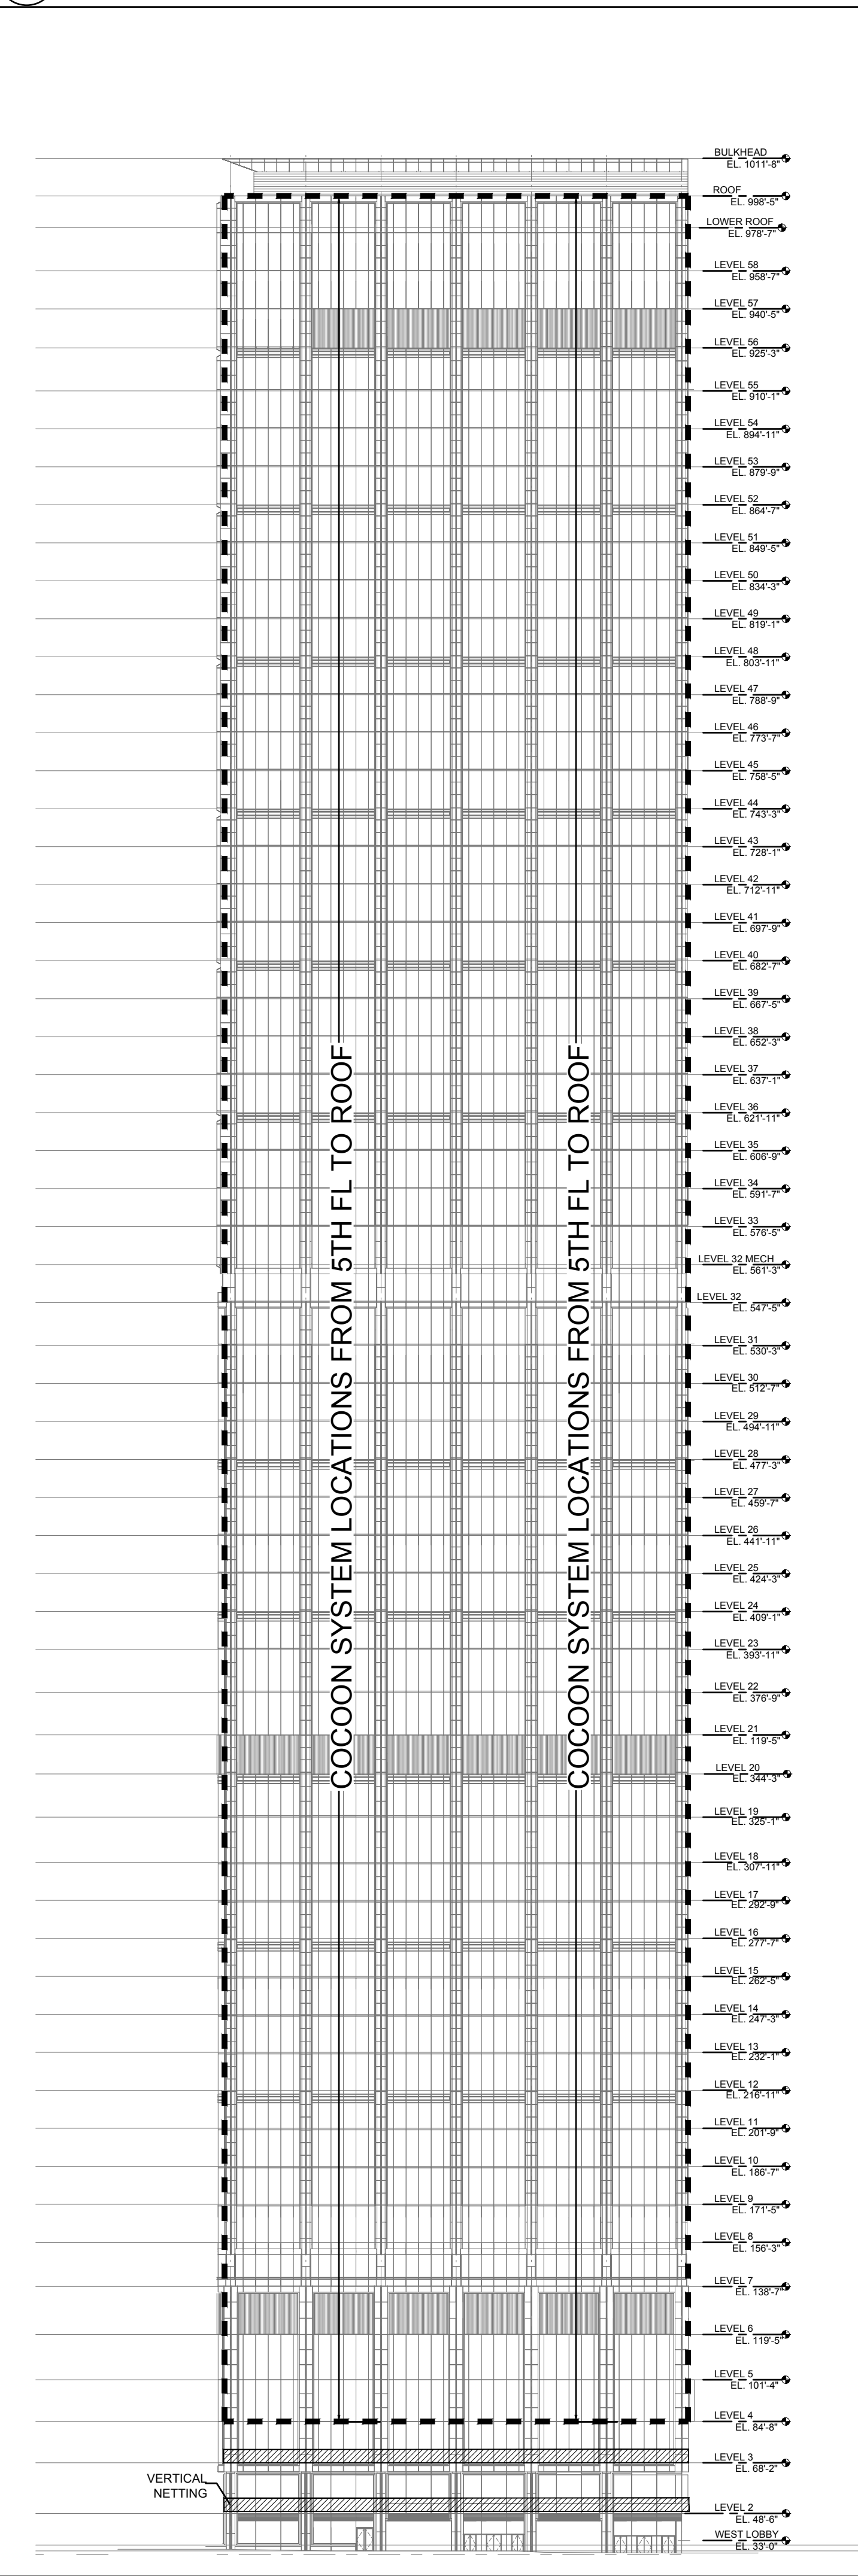 BULKHEAD
EL. 1011'-8"
ROOF
EL. 998'-5"
LOWER ROOF
EL. 978'-7"
LEVEL 58
EL. 958'-7"
LEVEL 57
EL. 940'-5"
LEVEL 56
EL. 925'-3"
LEVEL 55
EL. 910'-1"
LEVEL 54
EL. 894'-11"
LEVEL 53
EL. 879'-9"
LEVEL 52
EL. 864'-7"
LEVEL 51
EL. 849'-5"
LEVEL 50
EL. 834'-3"
LEVEL 49
EL. 819'-1"
LEVEL 48
EL. 803'-11"
LEVEL 47
EL. 788'-9"
LEVEL 46
EL. 773'-7"
LEVEL 45
EL. 758'-5"
LEVEL 44
EL. 743'-3"
LEVEL 43
EL. 728'-1"
LEVEL 42
EL. 712'-11"
LEVEL 41
EL. 697'-9"
LEVEL 40
EL. 682'-7"
LEVEL 39
EL. 667'-5"
LEVEL 38
EL. 652'-3"
LEVEL 37
EL. 637'-1"
LEVEL 36
EL. 621'-11"
LEVEL 35
EL. 606'-9"
LEVEL 34
EL. 591'-7"
LEVEL 33
EL. 576'-5"
LEVEL 32 MECH
EL. 561'-3"
LEVEL 32
EL. 547'-5"
LEVEL 31
EL. 530'-3"
LEVEL 30
EL. 512'-7"
LEVEL 29
EL. 494'-11"
LEVEL 28
EL. 477'-3"
LEVEL 27
EL. 459'-7"
LEVEL 26
EL. 441'-11"
LEVEL 25
EL. 424'-3"
LEVEL 24
EL. 409'-1"
LEVEL 23
EL. 393'-11"
LEVEL 22
EL. 376'-9"
LEVEL 21
EL. 119'-5"
LEVEL 20
EL. 344'-3"
LEVEL 19
EL. 325'-1"
LEVEL 18
EL. 307'-11"
LEVEL 17
EL. 292'-9"
LEVEL 16
EL. 277'-7"
LEVEL 15
EL. 262'-5"
LEVEL 14
EL. 247'-3"
LEVEL 13
EL. 232'-1"
LEVEL 12
EL. 216'-11"
LEVEL 11
EL. 201'-9"
LEVEL 10
EL. 186'-7"
LEVEL 9
EL. 171'-5"
LEVEL 8
EL. 156'-3"
LEVEL 7
EL. 138'-7"
LEVEL 6
EL. 119'-5"
LEVEL 5
EL. 101'-4"
LEVEL 4
EL. 84'-8"
LEVEL 3
EL. 68'-2"
LEVEL 2
EL. 48'-6"
WEST LOBBY
EL. 33'-0"
COCOON SYSTEM LOCATIONS FROM 5TH FL TO ROOF
COCOON SYSTEM LOCATIONS FROM 5TH FL TO ROOF
VERTICAL
NETTING